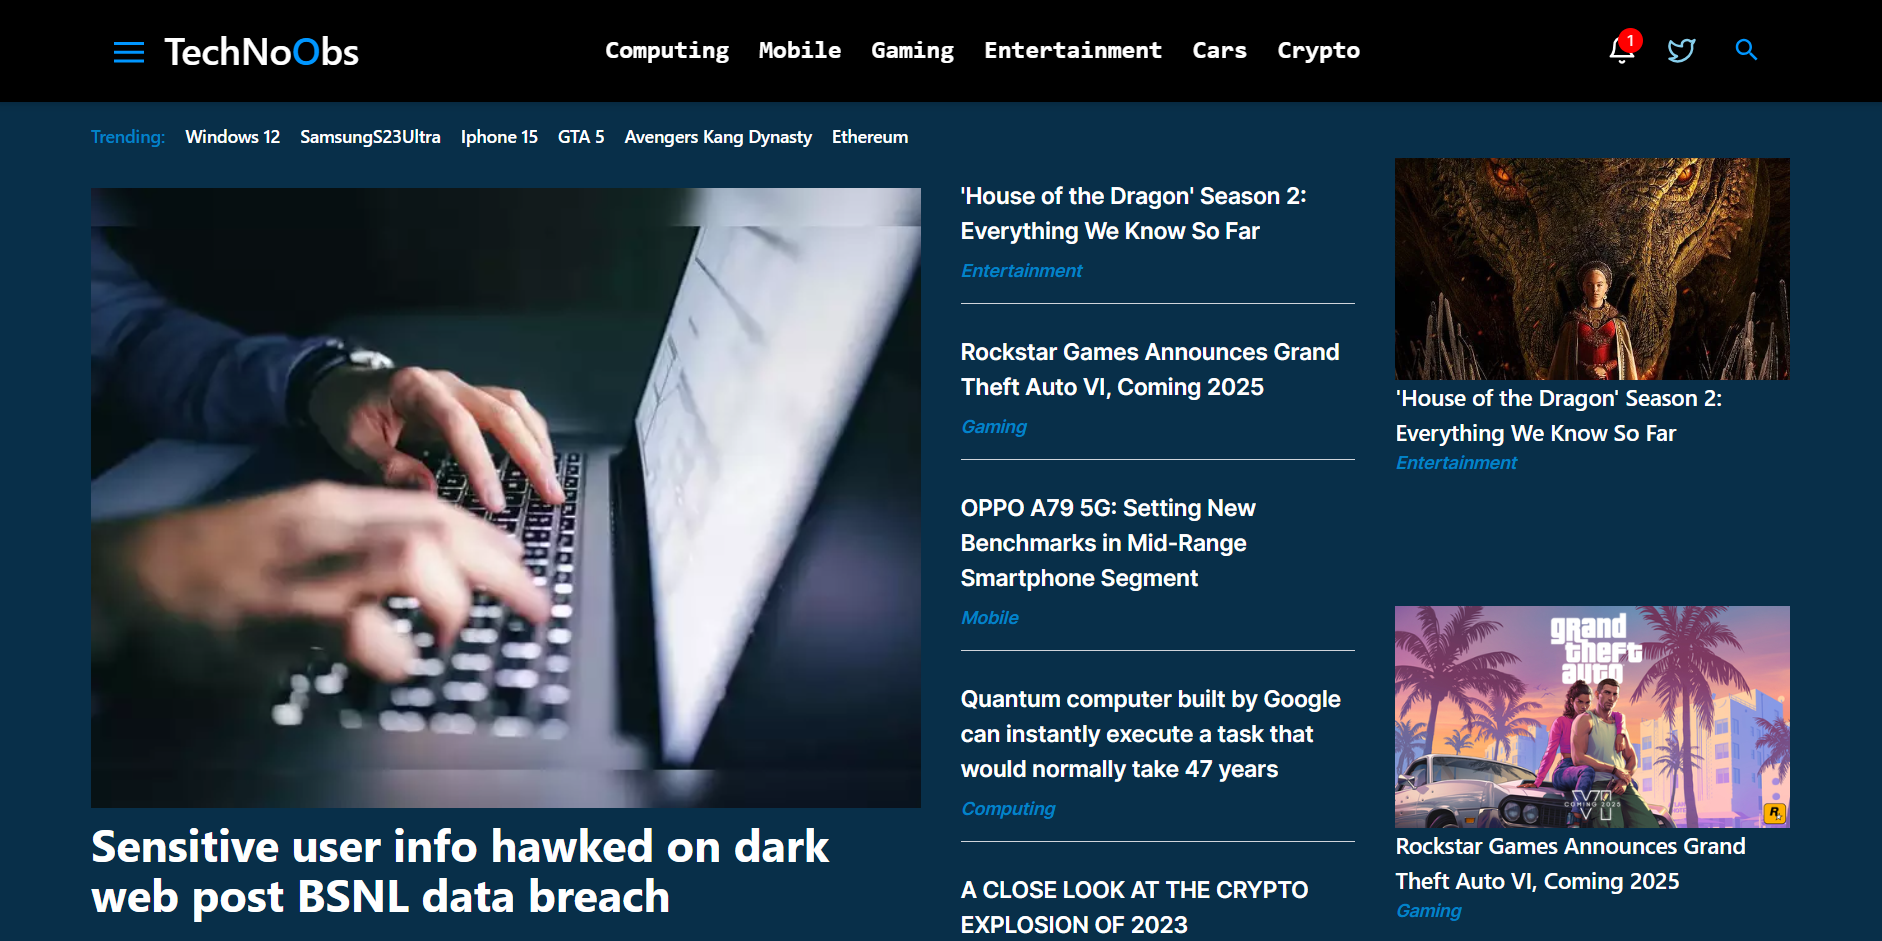 TechNoObs
Computing Mobile Gaming Entertainment Cars Crypto
1
Trending: Windows 12 SamsungS23Ultra Iphone 15 GTA 5 Avengers Kang Dynasty Ethereum
Sensitive user info hawked on dark
web post BSNL data breach
'House of the Dragon' Season 2:
Everything We Know So Far
Entertainment
Rockstar Games Announces Grand
Theft Auto VI, Coming 2025
Gaming
OPPO A79 5G: Setting New
Benchmarks in Mid-Range
Smartphone Segment
Mobile
Quantum computer built by Google
can instantly execute a task that
would normally take 47 years
Computing
A CLOSE LOOK AT THE CRYPTO
EXPLOSION OF 2023
'House of the Dragon' Season 2:
Everything We Know So Far
Entertainment
grand
theft
auto
VI
COMING 2025
R
Rockstar Games Announces Grand
Theft Auto VI, Coming 2025
Gaming